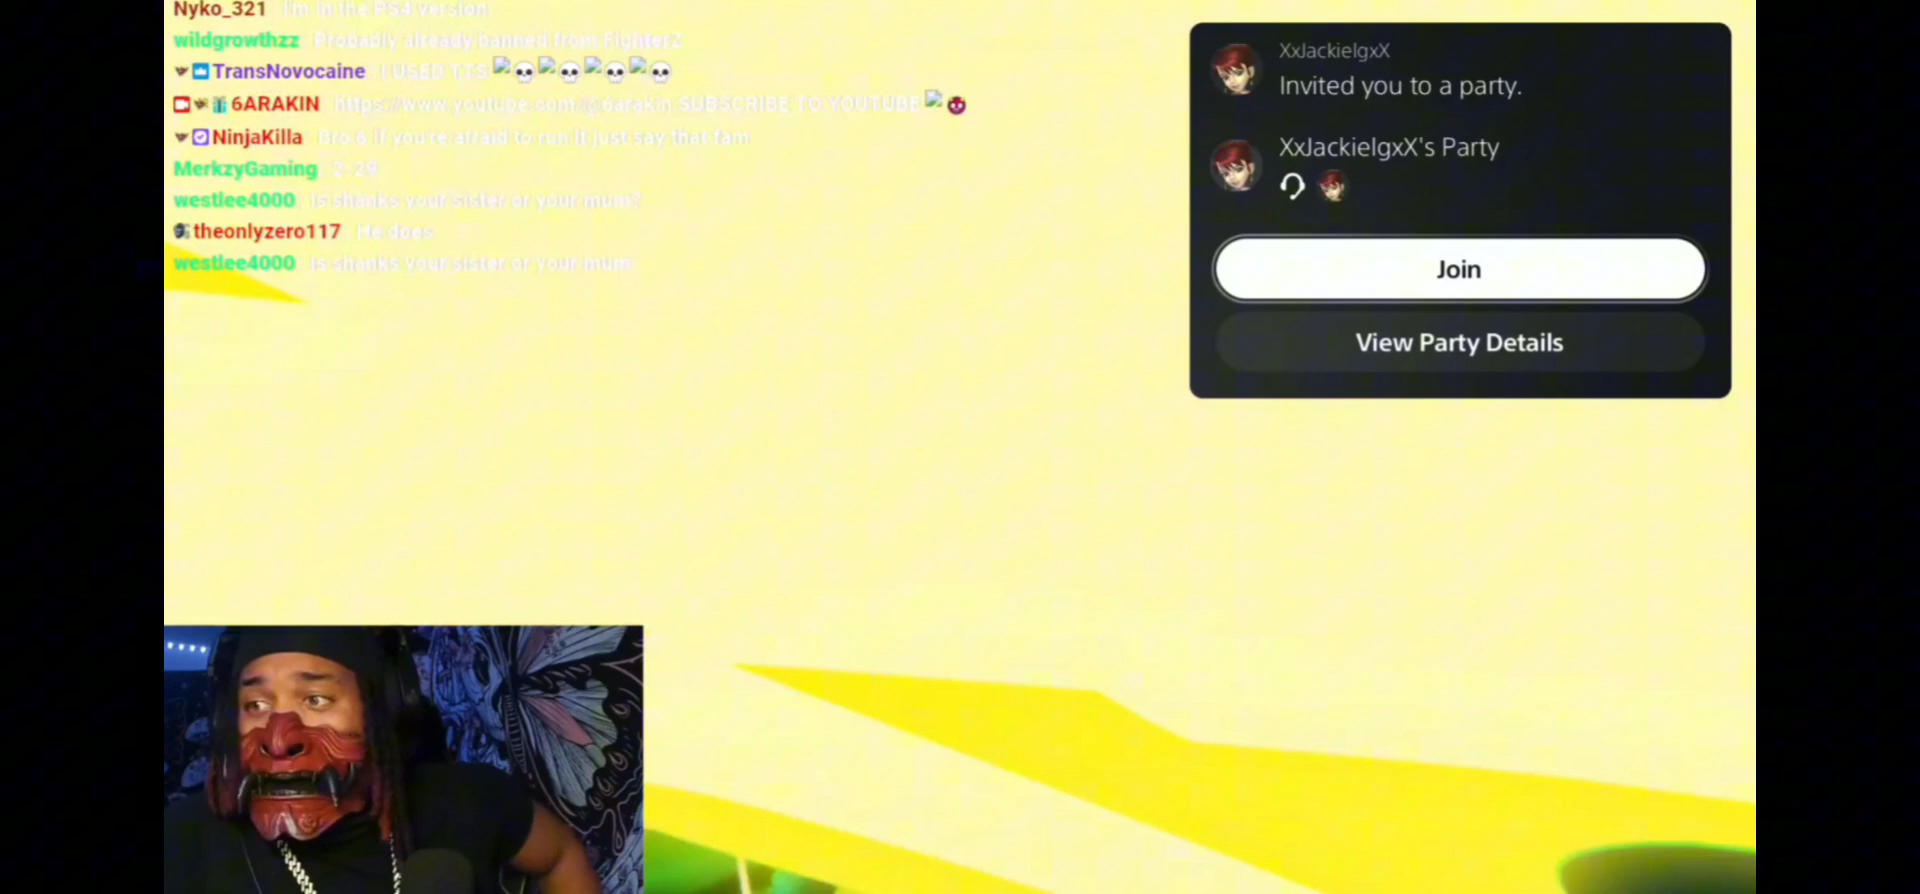 Nyko_321 I'm in the PS4 version
wildgrowthzz Probably already banned from FighterZ
TransNovocaine I USED TTS
6ARAKIN https://www.youtube.com/@6arakin SUBSCRIBE TO YOUTUBE
NinjaKilla Bro 6 if you're afraid to run it just say that fam
MerkzyGaming 2-29
westlee4000 is shanks your sister or your mum?
theonlyzero117 He does
westlee4000 is shanks your sister or your mum
XxJackielgxX
Invited you to a party.
XxJackielgxX's Party
Join
View Party Details